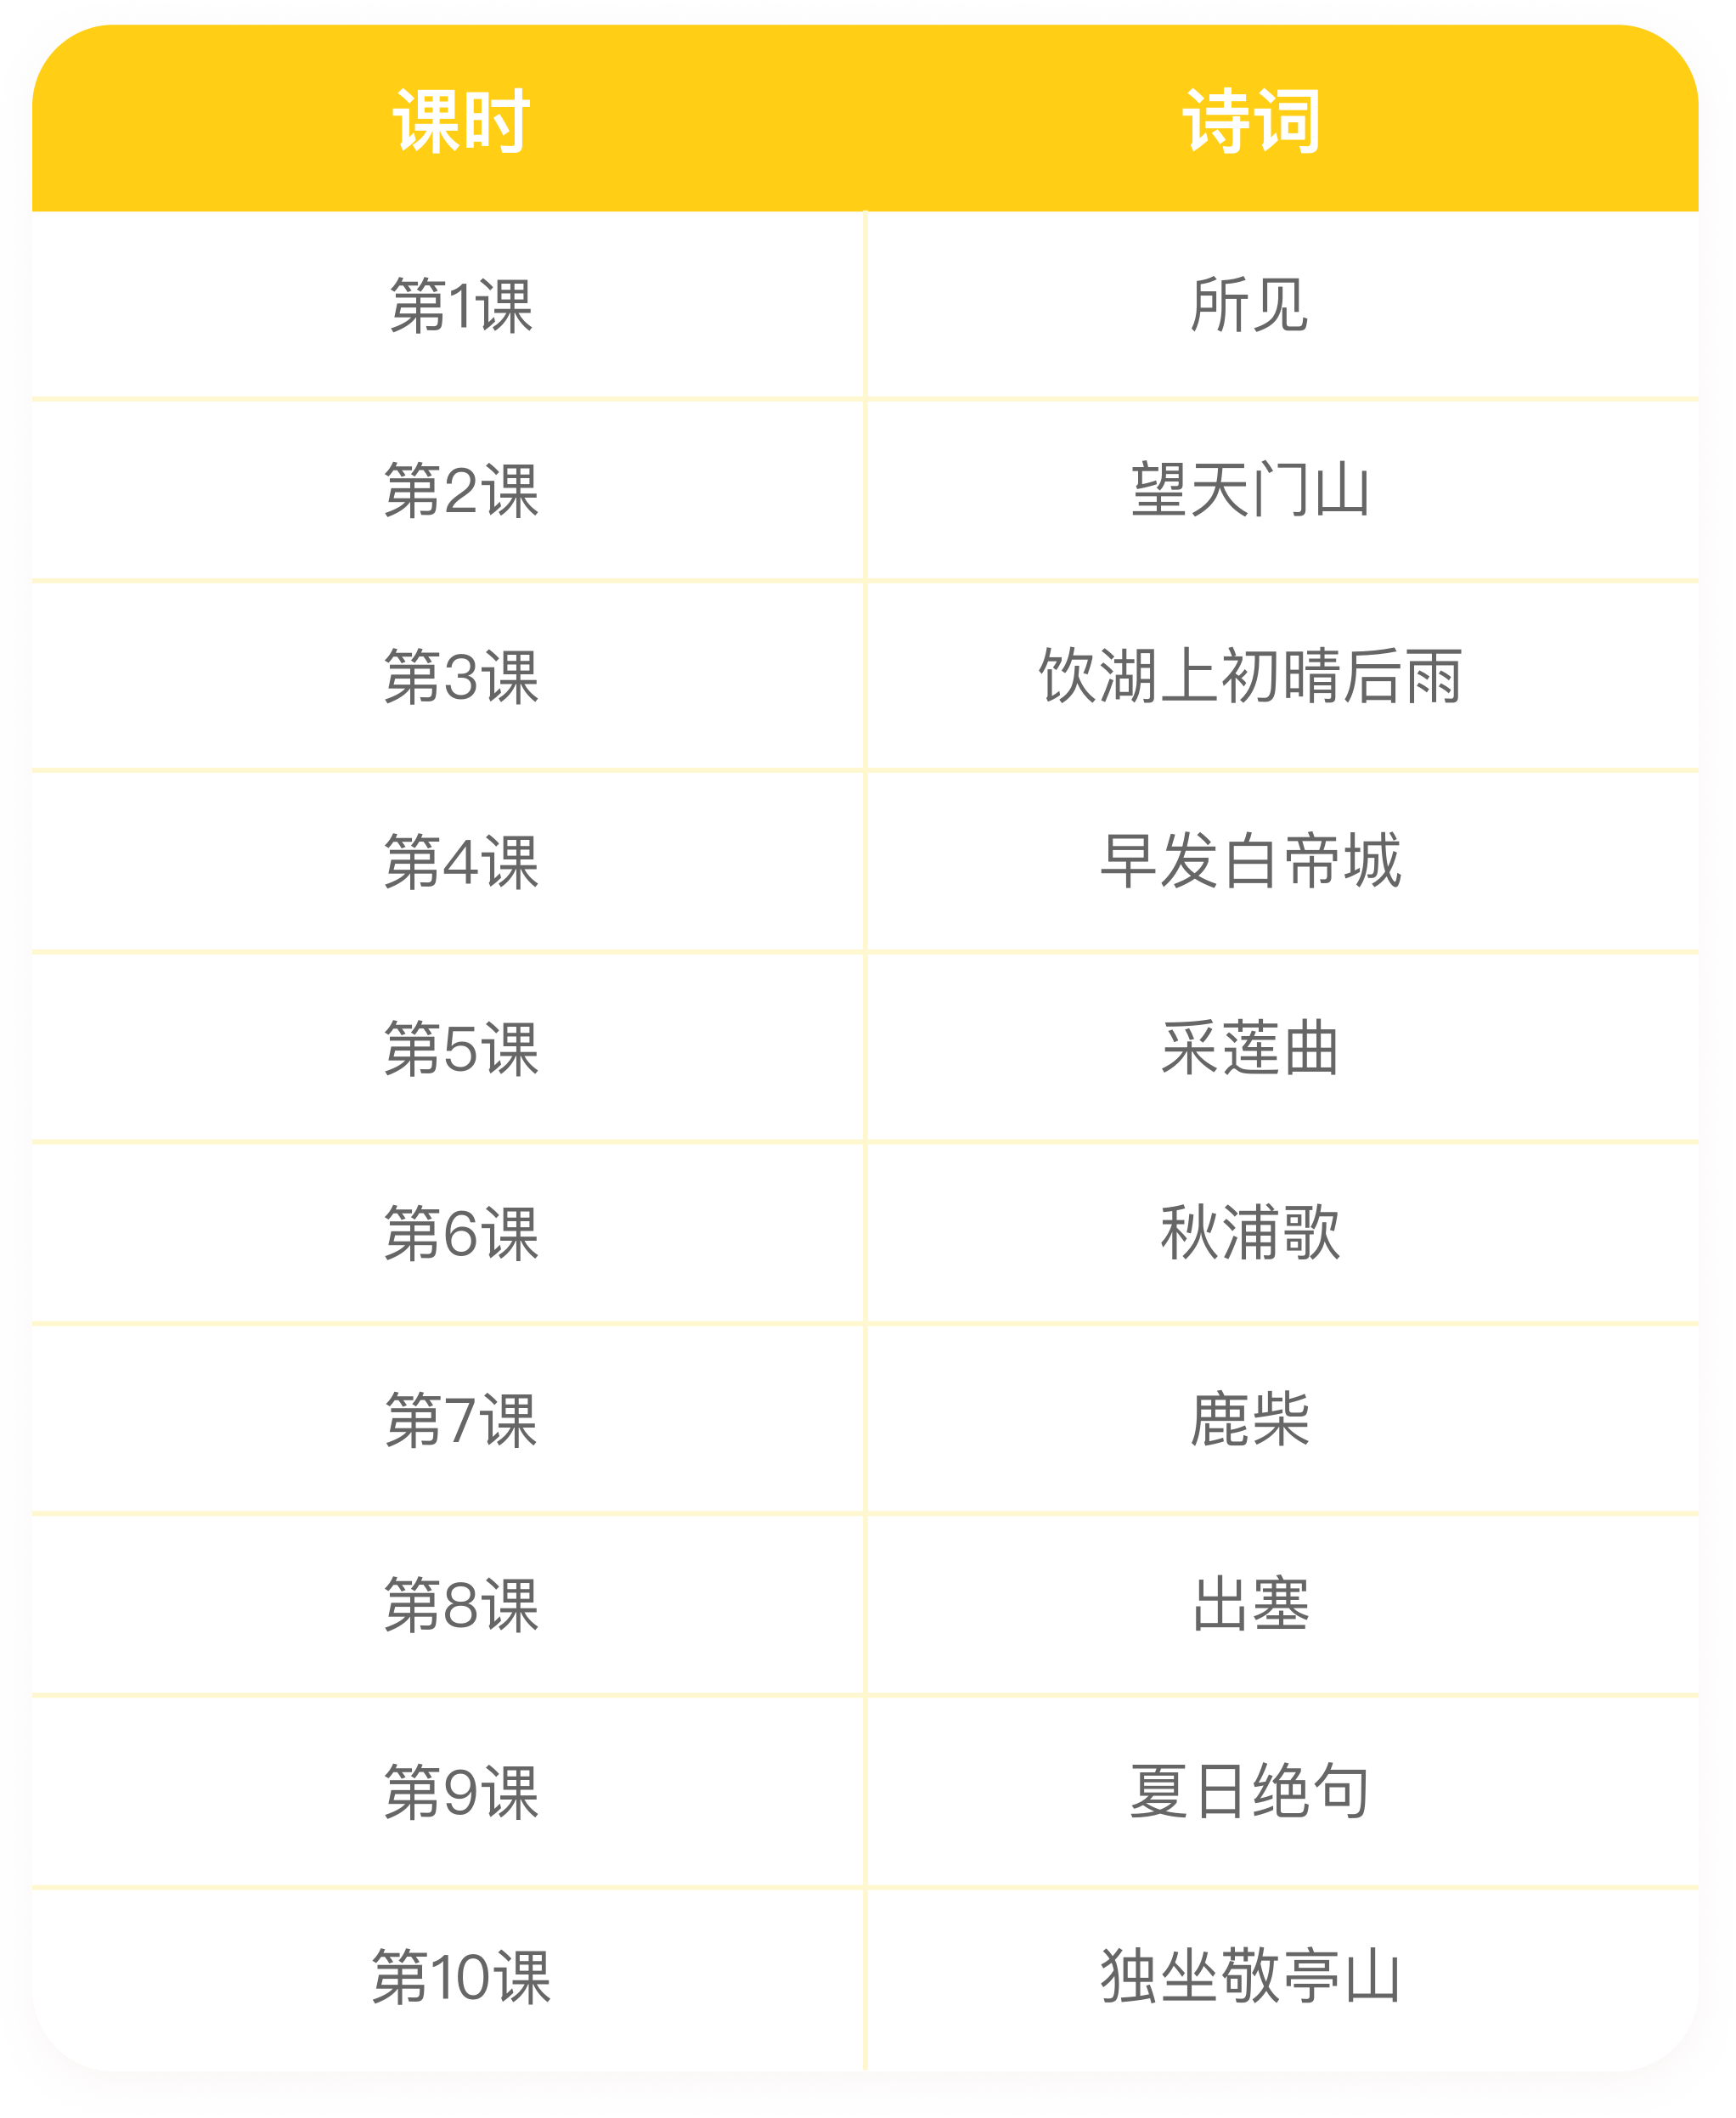 课时 诗词
第1课 所见
第2课 望天门山
第3课 饮湖上初晴后雨
第4课 早发白帝城
第5课 采莲曲
第6课 秋浦歌
第7课 鹿柴
第8课 出塞
第9课 夏日绝句
第10课 独坐敬亭山